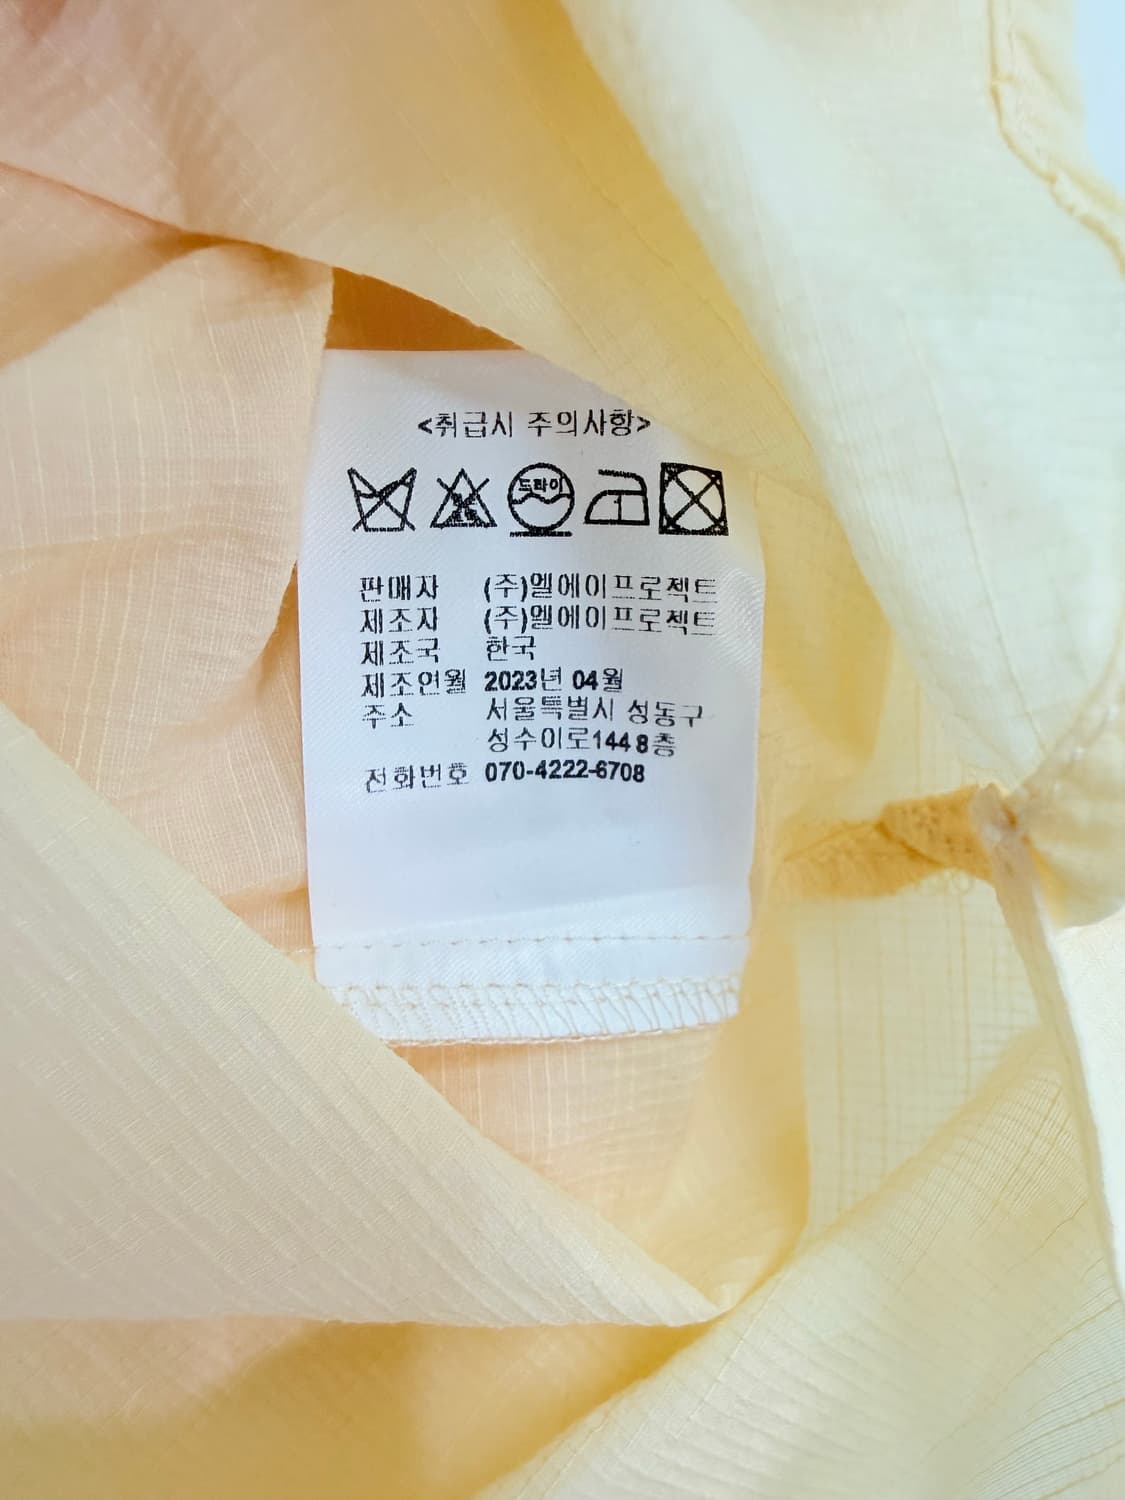 <취급시 주의사항>
드라이
판매자 (주)엘에이프로젝트
제조자 (주)엘에이프로젝트
제조국 한국
제조연월 2023년 04월
주소 서울특별시 성동구
성수이로144 8층
전화번호 070-4222-6708